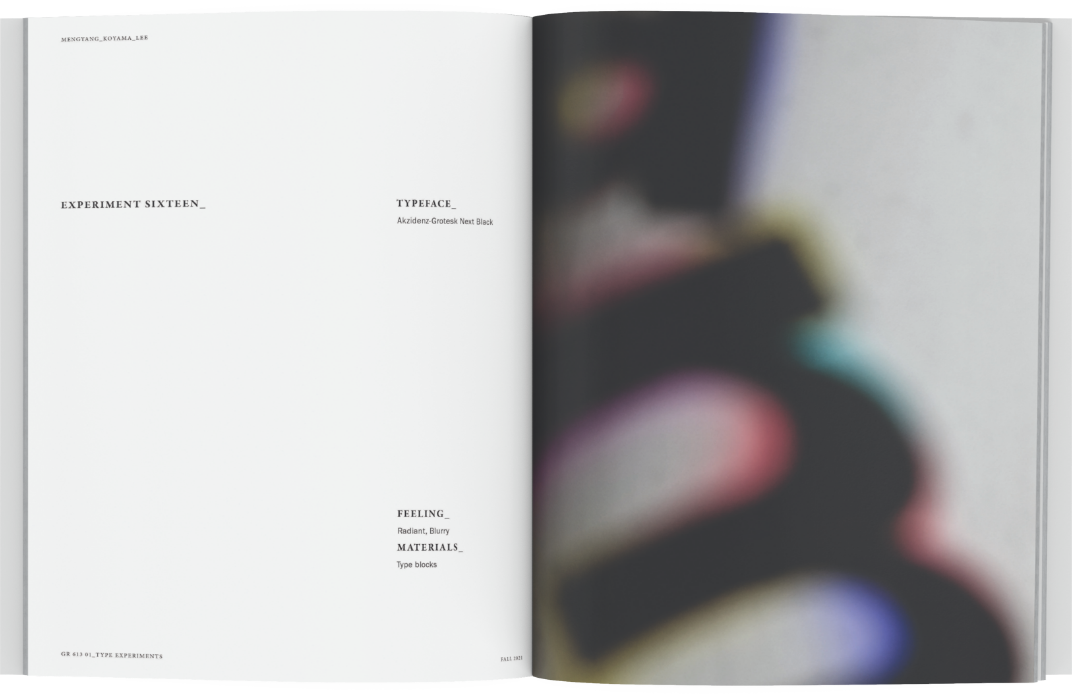 MENGYANG_KOYAMA_LEE
EXPERIMENT SIXTEEN_
TYPEFACE_
Akzidenz-Grotesk Next Black
FEELING_
Radiant, Blurry
MATERIALS_
Type blocks
GR 613 01_TYPE EXPERIMENTS
FALL 2021